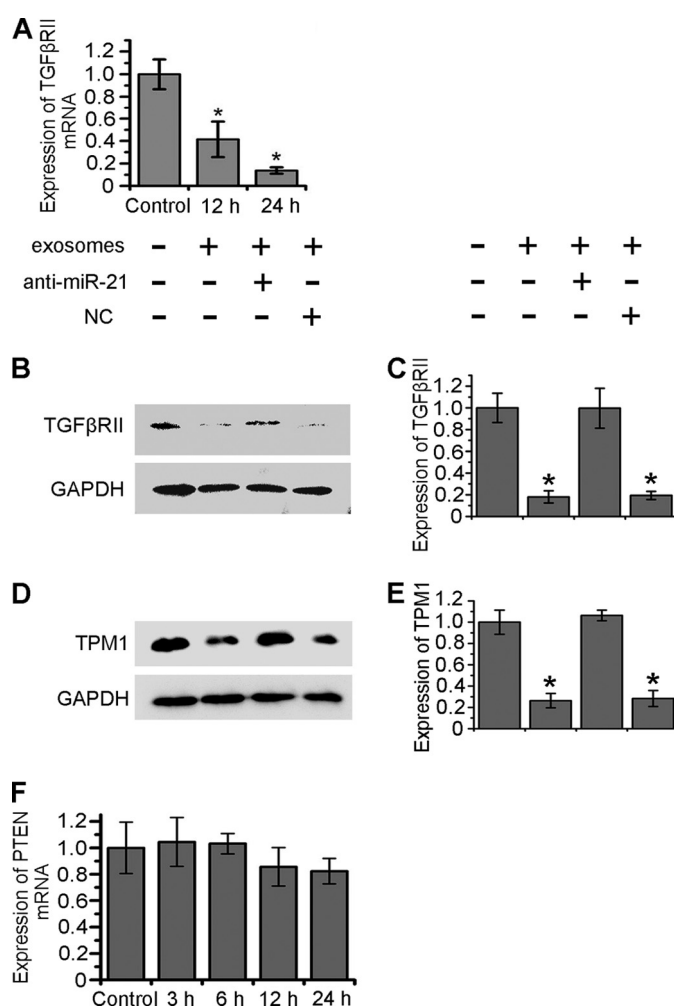 A
Expression of TGFβRII
mRNA
1.2
1.0
0.8
0.6
0.4
0.2
0
*
*
Control 12 h 24 h
exosomes − + + + − + + +
anti-miR-21 − − + − − − + −
NC − − − + − − − +
B
TGFβRII
GAPDH
C
Expression of TGFβRII
1.2
1.0
0.8
0.6
0.4
0.2
0
*
*
D
TPM1
GAPDH
E
Expression of TPM1
1.2
1.0
0.8
0.6
0.4
0.2
0
*
*
F
Expression of PTEN
mRNA
1.2
1.0
0.8
0.6
0.4
0.2
0
Control 3 h 6 h 12 h 24 h